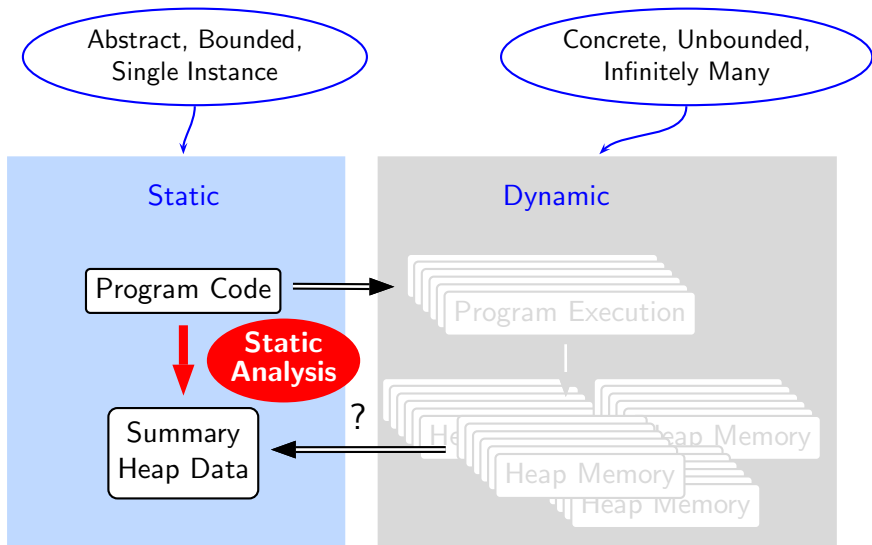 Abstract, Bounded,
Single Instance
Concrete, Unbounded,
Infinitely Many
Static
Dynamic
Program Code
Program Execution
Static
Analysis
?
Summary
Heap Data
Heap Memory
Heap Memory
Heap Memory